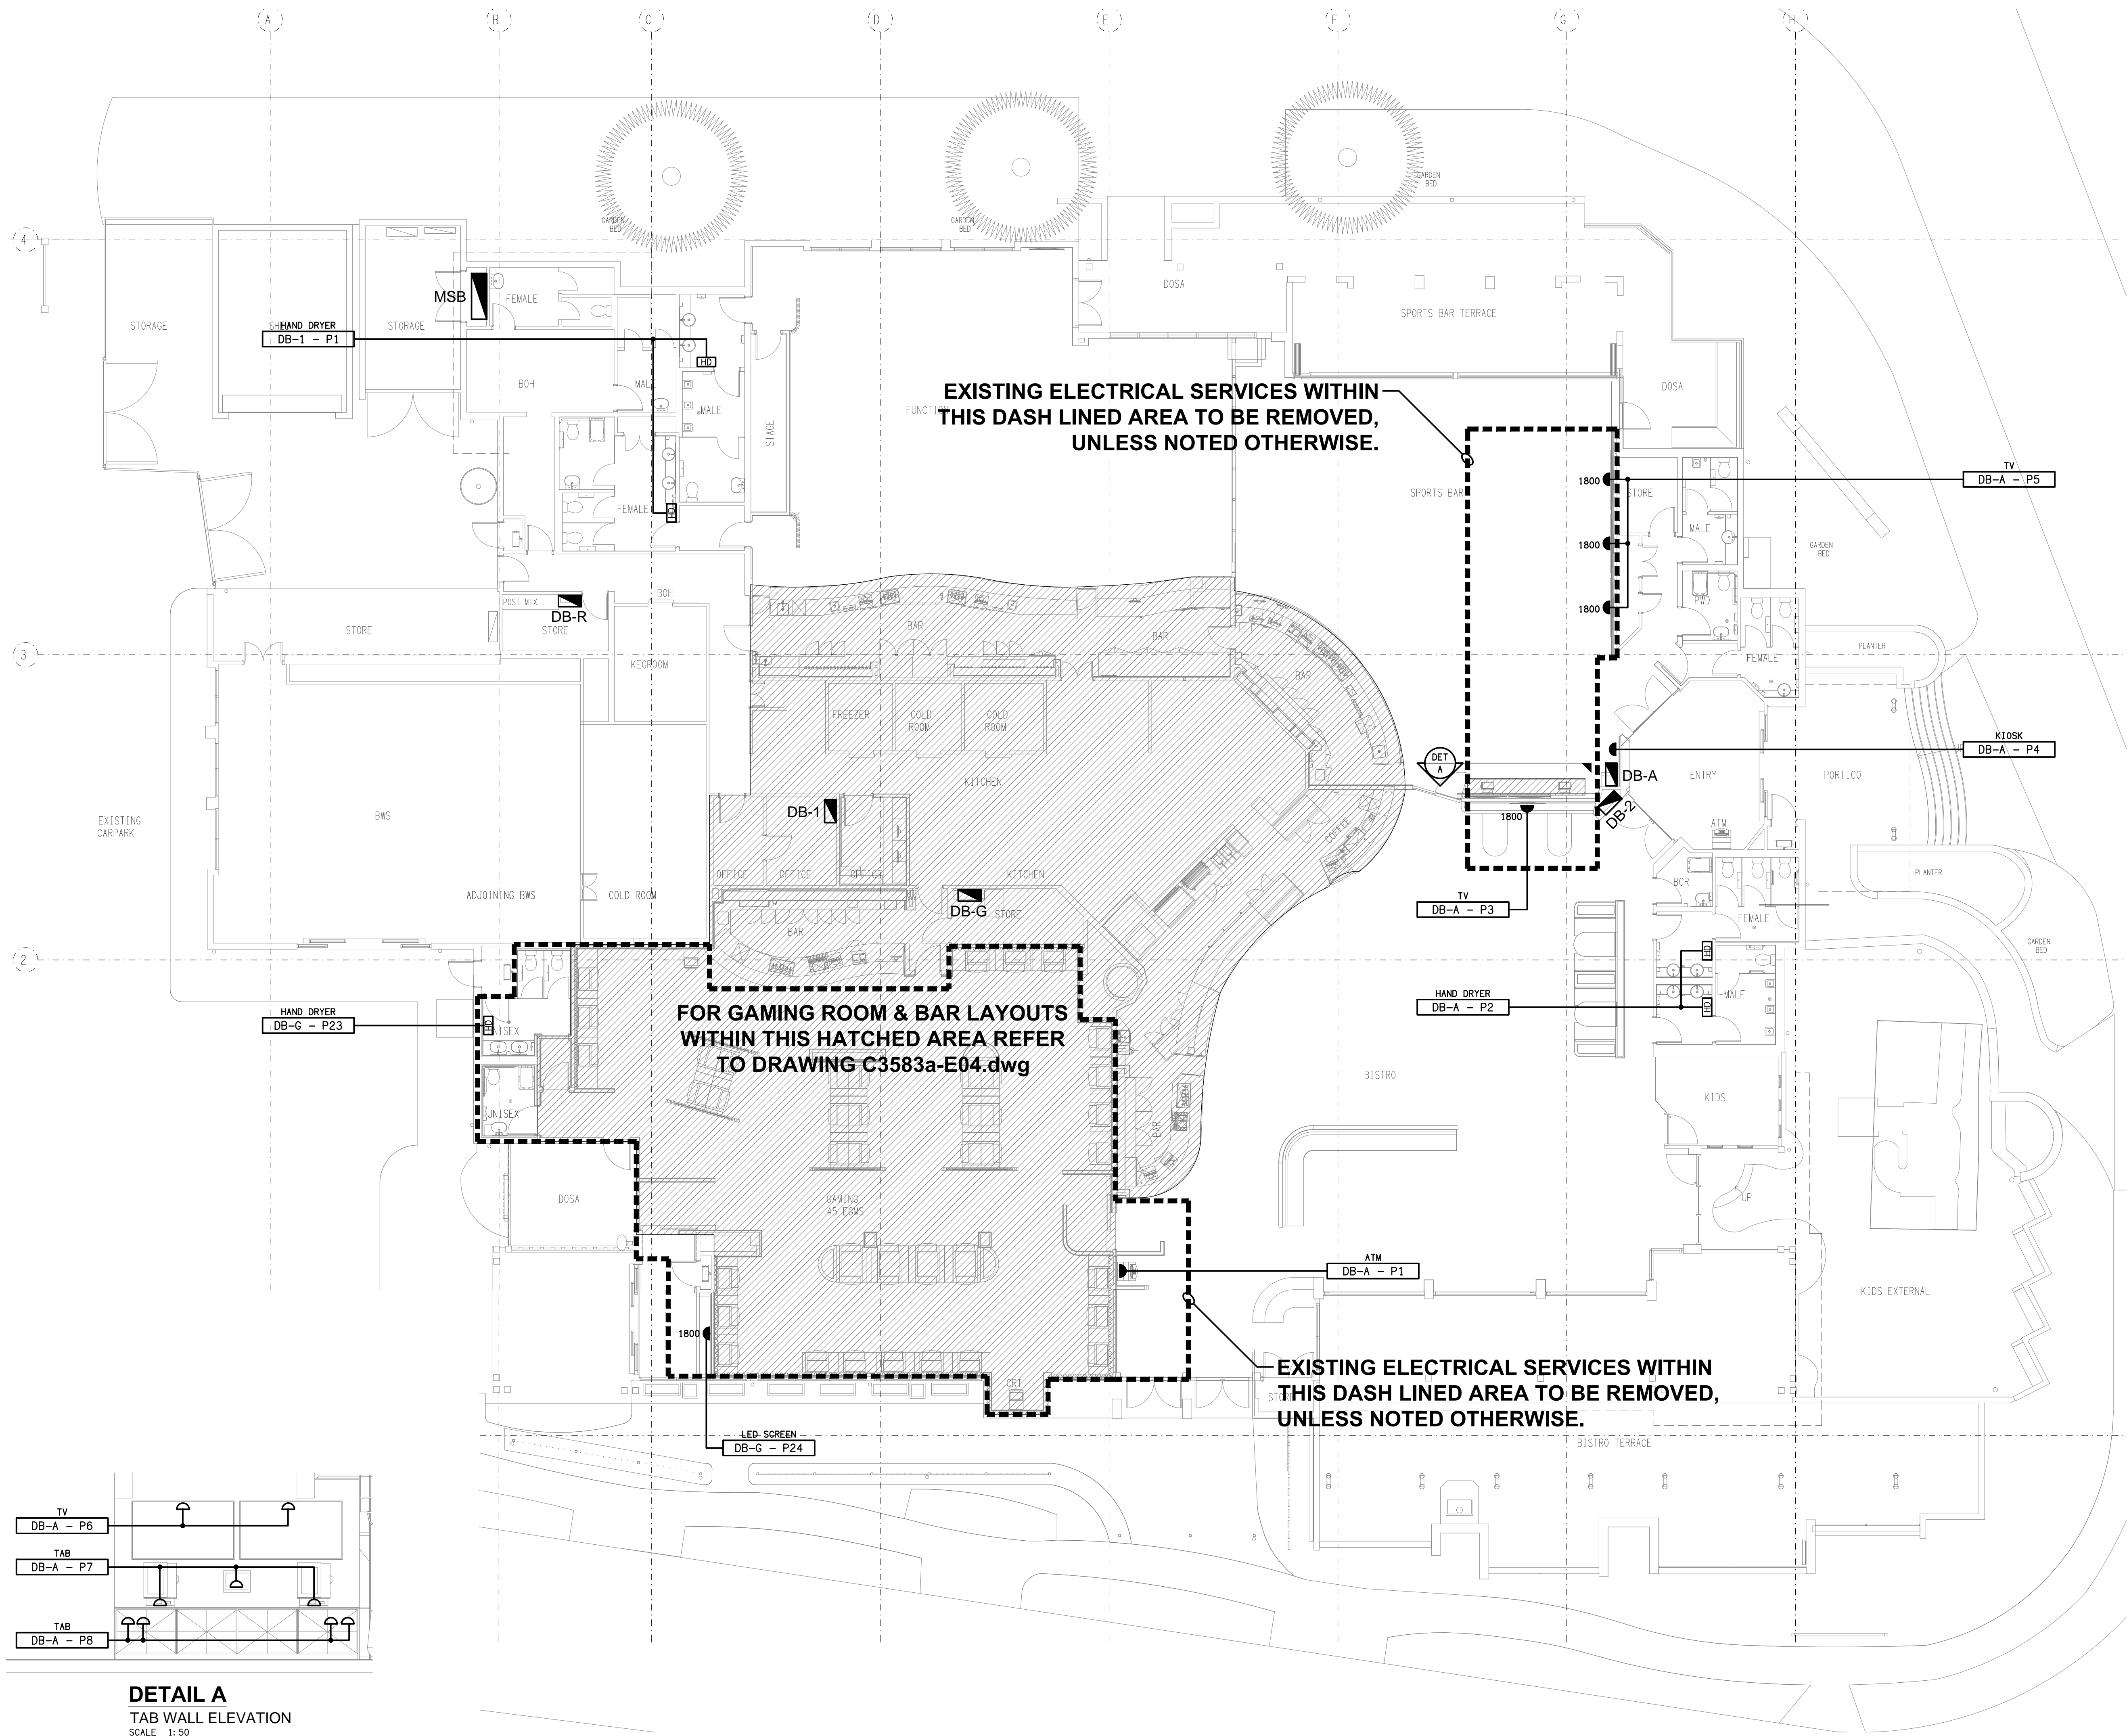 A
B
C
D
E
F
G
H
GARDEN
BED
GARDEN
BED
GARDEN
BED
4
DOSA
MSB
FEMALE
STORAGE
STORAGE
SPORTS BAR TERRACE
HAND DRYER
DB-1 - P1
HD
BOH
MALE
MALE
STAGE
FUNCTION
DOSA
EXISTING ELECTRICAL SERVICES WITHIN
THIS DASH LINED AREA TO BE REMOVED,
UNLESS NOTED OTHERWISE.
TV
DB-A - P5
1800
SPORTS BAR
STORE
FEMALE
HD
MALE
1800
GARDEN
BED
BOH
POST MIX
DB-R
STORE
STORE
PWD
1800
BAR
BAR
3
KEGROOM
FEMALE
PLANTER
BAR
FREEZER
COLD
ROOM
COLD
ROOM
KIOSK
DB-A - P4
DET
A
ENTRY
PORTICO
DB-A
KITCHEN
DB-2
DB-1
1800
BWS
EXISTING
CARPARK
COFFEE
ATM
OFFICE
OFFICE
OFFICE
KITCHEN
BCR
PLANTER
ADJOINING BWS
COLD ROOM
TV
DB-A - P3
DB-G
STORE
FEMALE
BAR
GARDEN
BED
2
HD
HAND DRYER
DB-A - P2
MALE
HD
FOR GAMING ROOM & BAR LAYOUTS
WITHIN THIS HATCHED AREA REFER
TO DRAWING C3583a-E04.dwg
HAND DRYER
DB-G - P23
HD
UNISEX
BISTRO
KIDS
UNISEX
BAR
DOSA
GAMING
45 EGMS
UP
ATM
DB-A - P1
KIDS EXTERNAL
1800
EXISTING ELECTRICAL SERVICES WITHIN
THIS DASH LINED AREA TO BE REMOVED,
UNLESS NOTED OTHERWISE.
CRT
STORE
LED SCREEN
DB-G - P24
BISTRO TERRACE
TV
DB-A - P6
TAB
DB-A - P7
TAB
DB-A - P8
DETAIL A
TAB WALL ELEVATION
SCALE 1:50